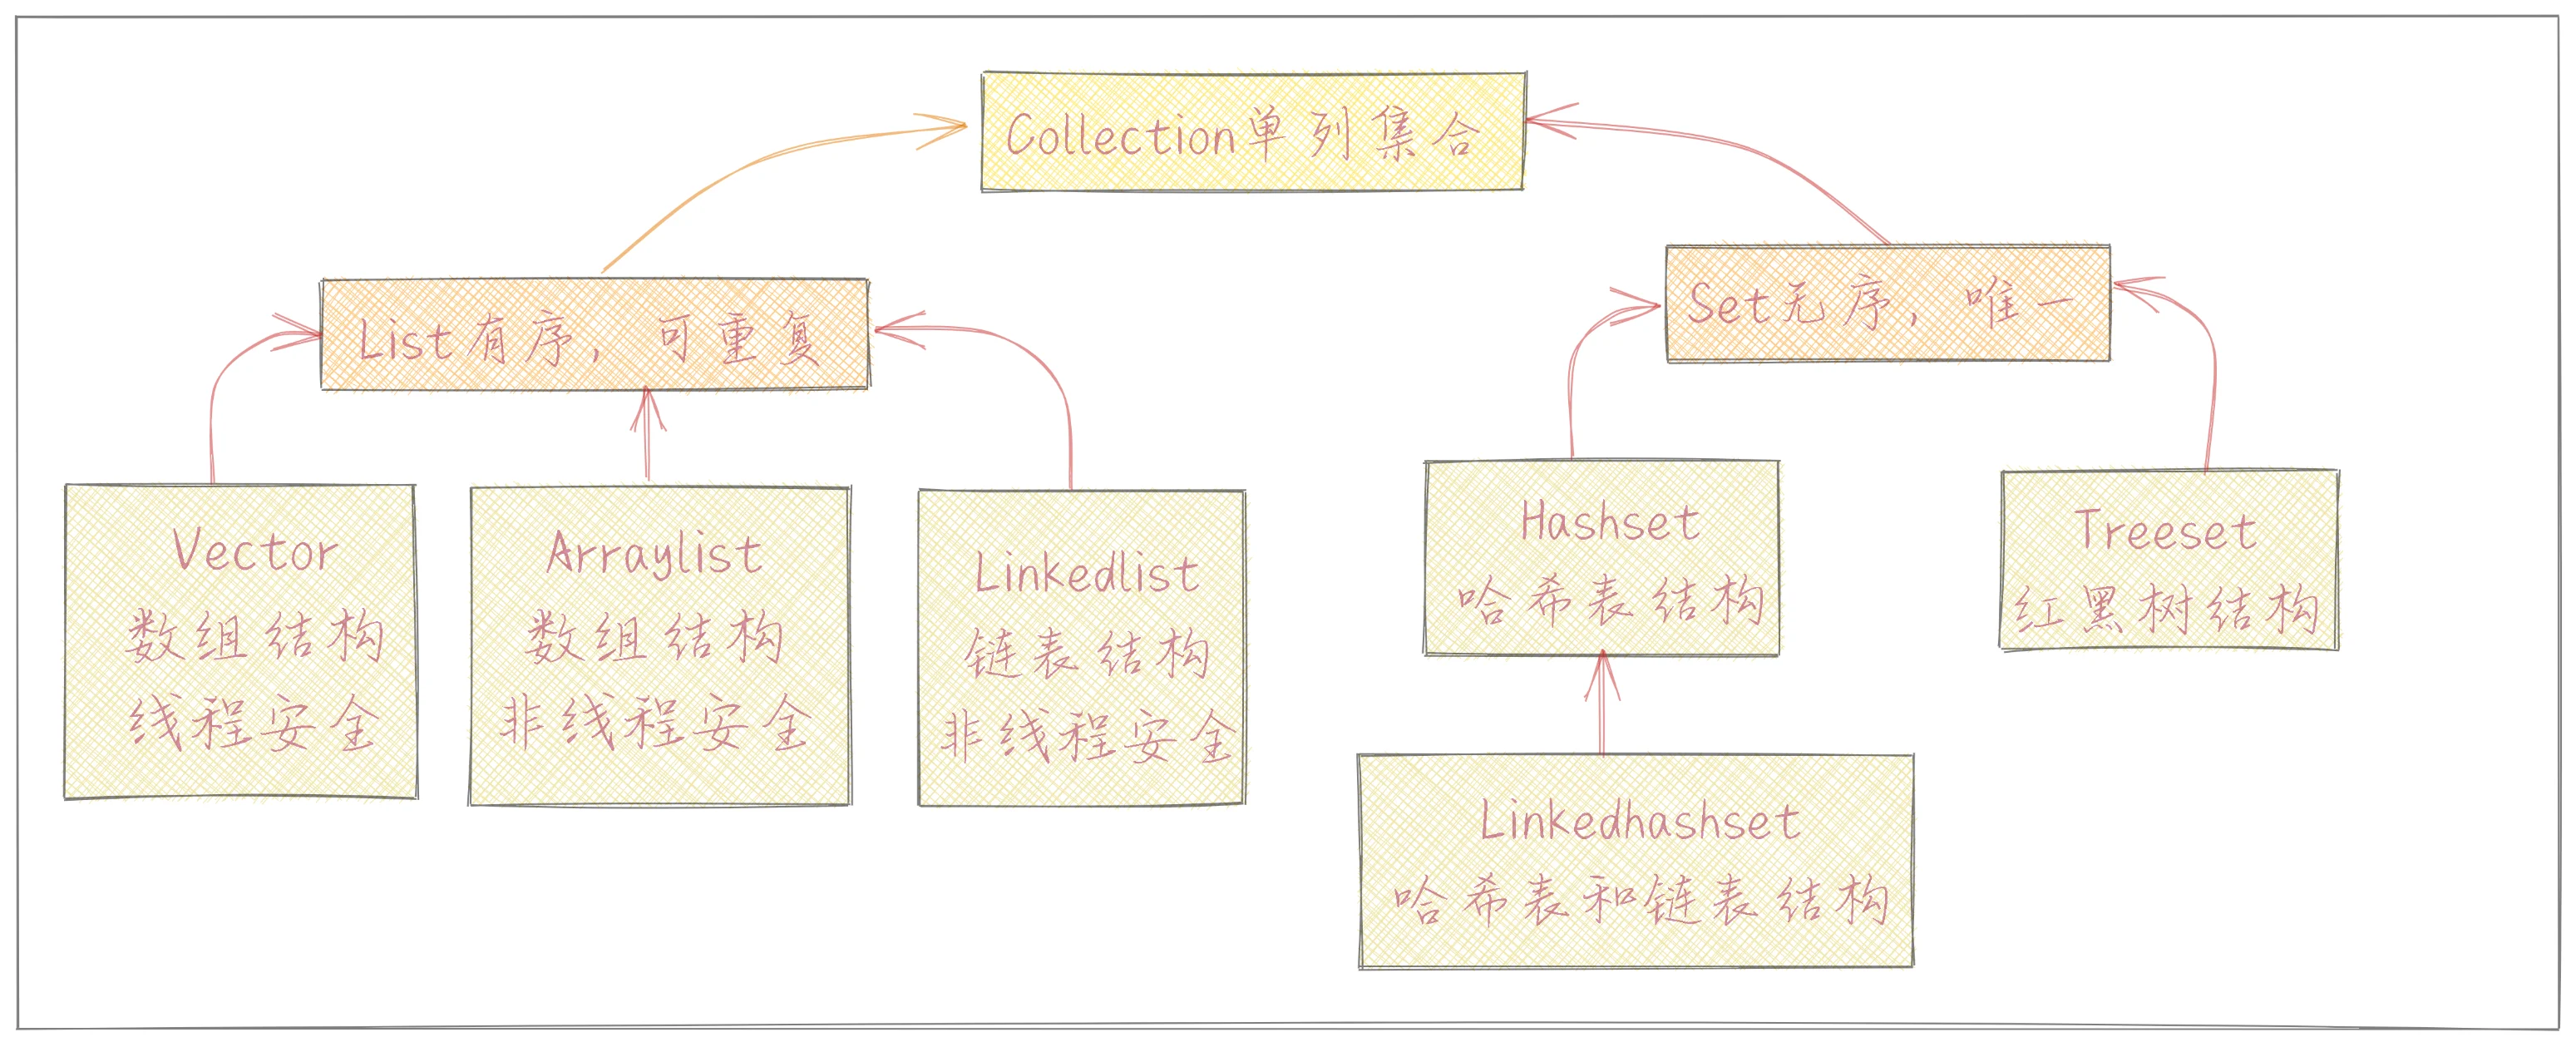 Collection单列集合
List有序，可重复
Set无序，唯一
Vector
数组结构
线程安全
Arraylist
数组结构
非线程安全
Linkedlist
链表结构
非线程安全
Hashset
哈希表结构
Treeset
红黑树结构
Linkedhashset
哈希表和链表结构